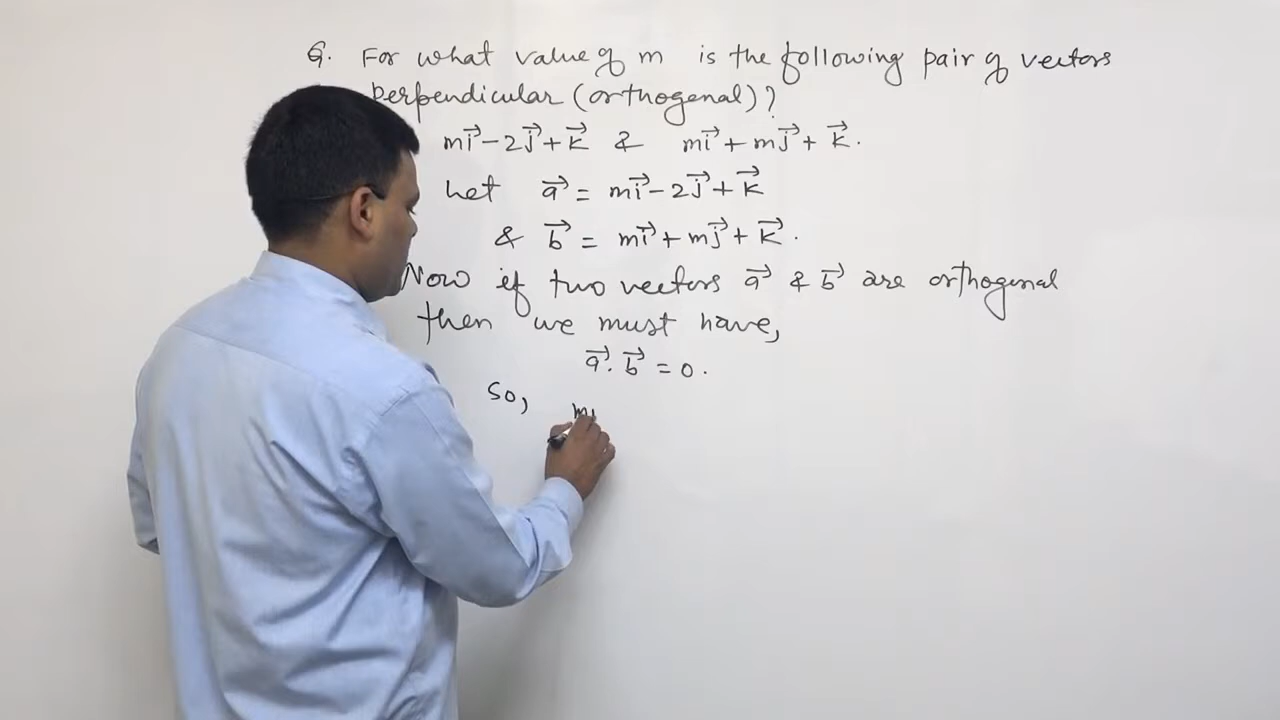 Q. For what value of m is the following pair of vectors
perpendicular (orthogenal)?
mi⃗ - 2j⃗ + k⃗ & mi⃗ + mj⃗ + k⃗.
Let a⃗ = mi⃗ - 2j⃗ + k⃗
& b⃗ = mi⃗ + mj⃗ + k⃗.
Now if two vectors a⃗ & b⃗ are orthogonal
then we must have,
a⃗. b⃗ = 0.
So, m